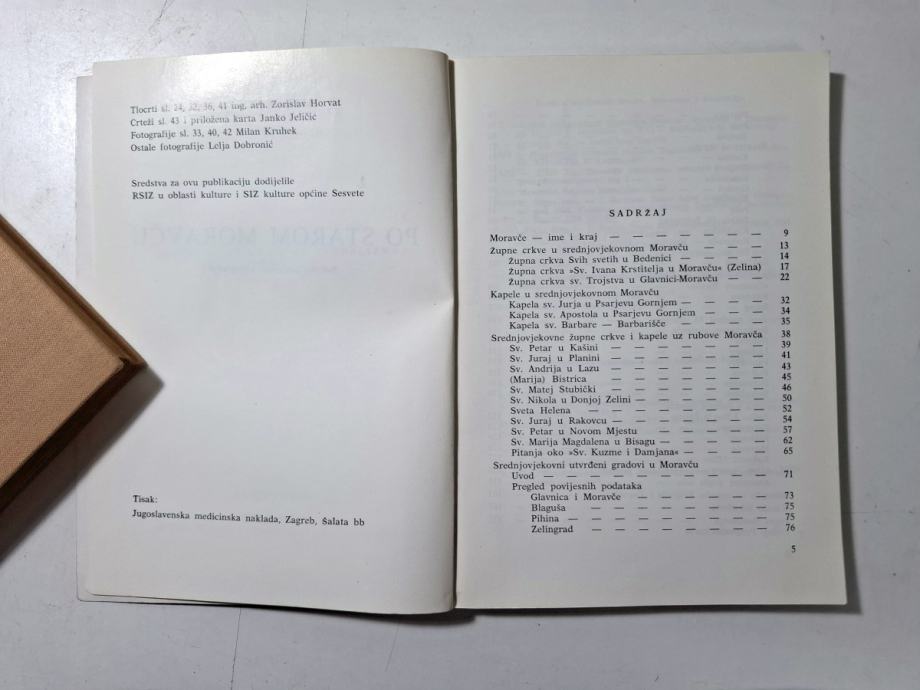 Tlocrti sl. 24, 32, 36, 41 ing. arh. Zorislav Horvat
Crteži sl. 43 i priložena karta Janko Jeličić
Fotografije sl. 33, 40, 42 Milan Kruhek
Ostale fotografije Lelja Dobronić
Sredstva za ovu publikaciju dodijelile
RSIZ u oblasti kulture i SIZ kulture općine Sesvete
Tisak:
Jugoslavenska medicinska naklada, Zagreb, Šalata bb
SADRŽAJ
Moravče — ime i kraj — — — — — — — 9
Župne crkve u srednjovjekovnom Moravču — — — 13
Župna crkva Svih svetih u Bedenici — — — — 14
Župna crkva »Sv. Ivana Krstitelja u Moravču« (Zelina) 17
Župna crkva sv. Trojstva u Glavnici-Moravču — — 22
Kapele u srednjovjekovnom Moravču
Kapela sv. Jurja u Psarjevu Gornjem — — — — 32
Kapela sv. Apostola u Psarjevu Gornjem — — — 34
Kapela sv. Barbare — Barbarišče — — — — 35
Srednjovjekovne župne crkve i kapele uz rubove Moravča 38
Sv. Petar u Kašini — — — — — — — 39
Sv. Juraj u Planini — — — — — — — 41
Sv. Andrija u Lazu — — — — — — — 43
(Marija) Bistrica — — — — — — — 45
Sv. Matej Stubički — — — — — — — 46
Sv. Nikola u Donjoj Zelini — — — — — — 50
Sveta Helena — — — — — — — — 52
Sv. Juraj u Rakovcu — — — — — — — 54
Sv. Petar u Novom Mjestu — — — — — 57
Sv. Marija Magdalena u Bisagu — — — — — 62
Pitanja oko »Sv. Kuzme i Damjana« — — — — 65
Srednjovjekovni utvrđeni gradovi u Moravču
Uvod — — — — — — — — — — 71
Pregled povijesnih podataka
Glavnica i Moravče — — — — — — 73
Blaguša — — — — — — — — 75
Pihina — — — — — — — — — 75
Zelingrad — — — — — — — — 76
5